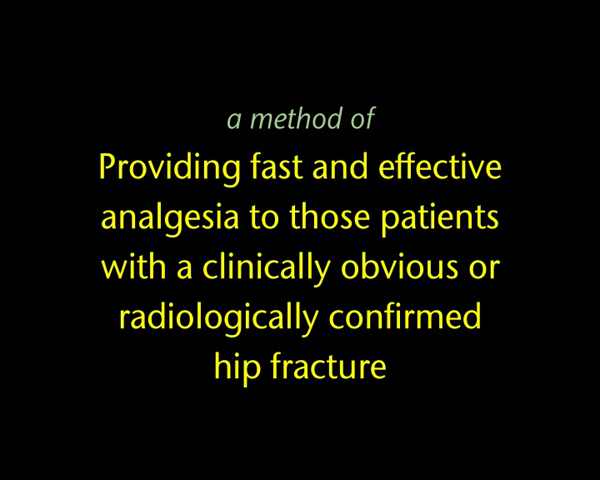 a method of
Providing fast and effective
analgesia to those patients
with a clinically obvious or
radiologically confirmed
hip fracture